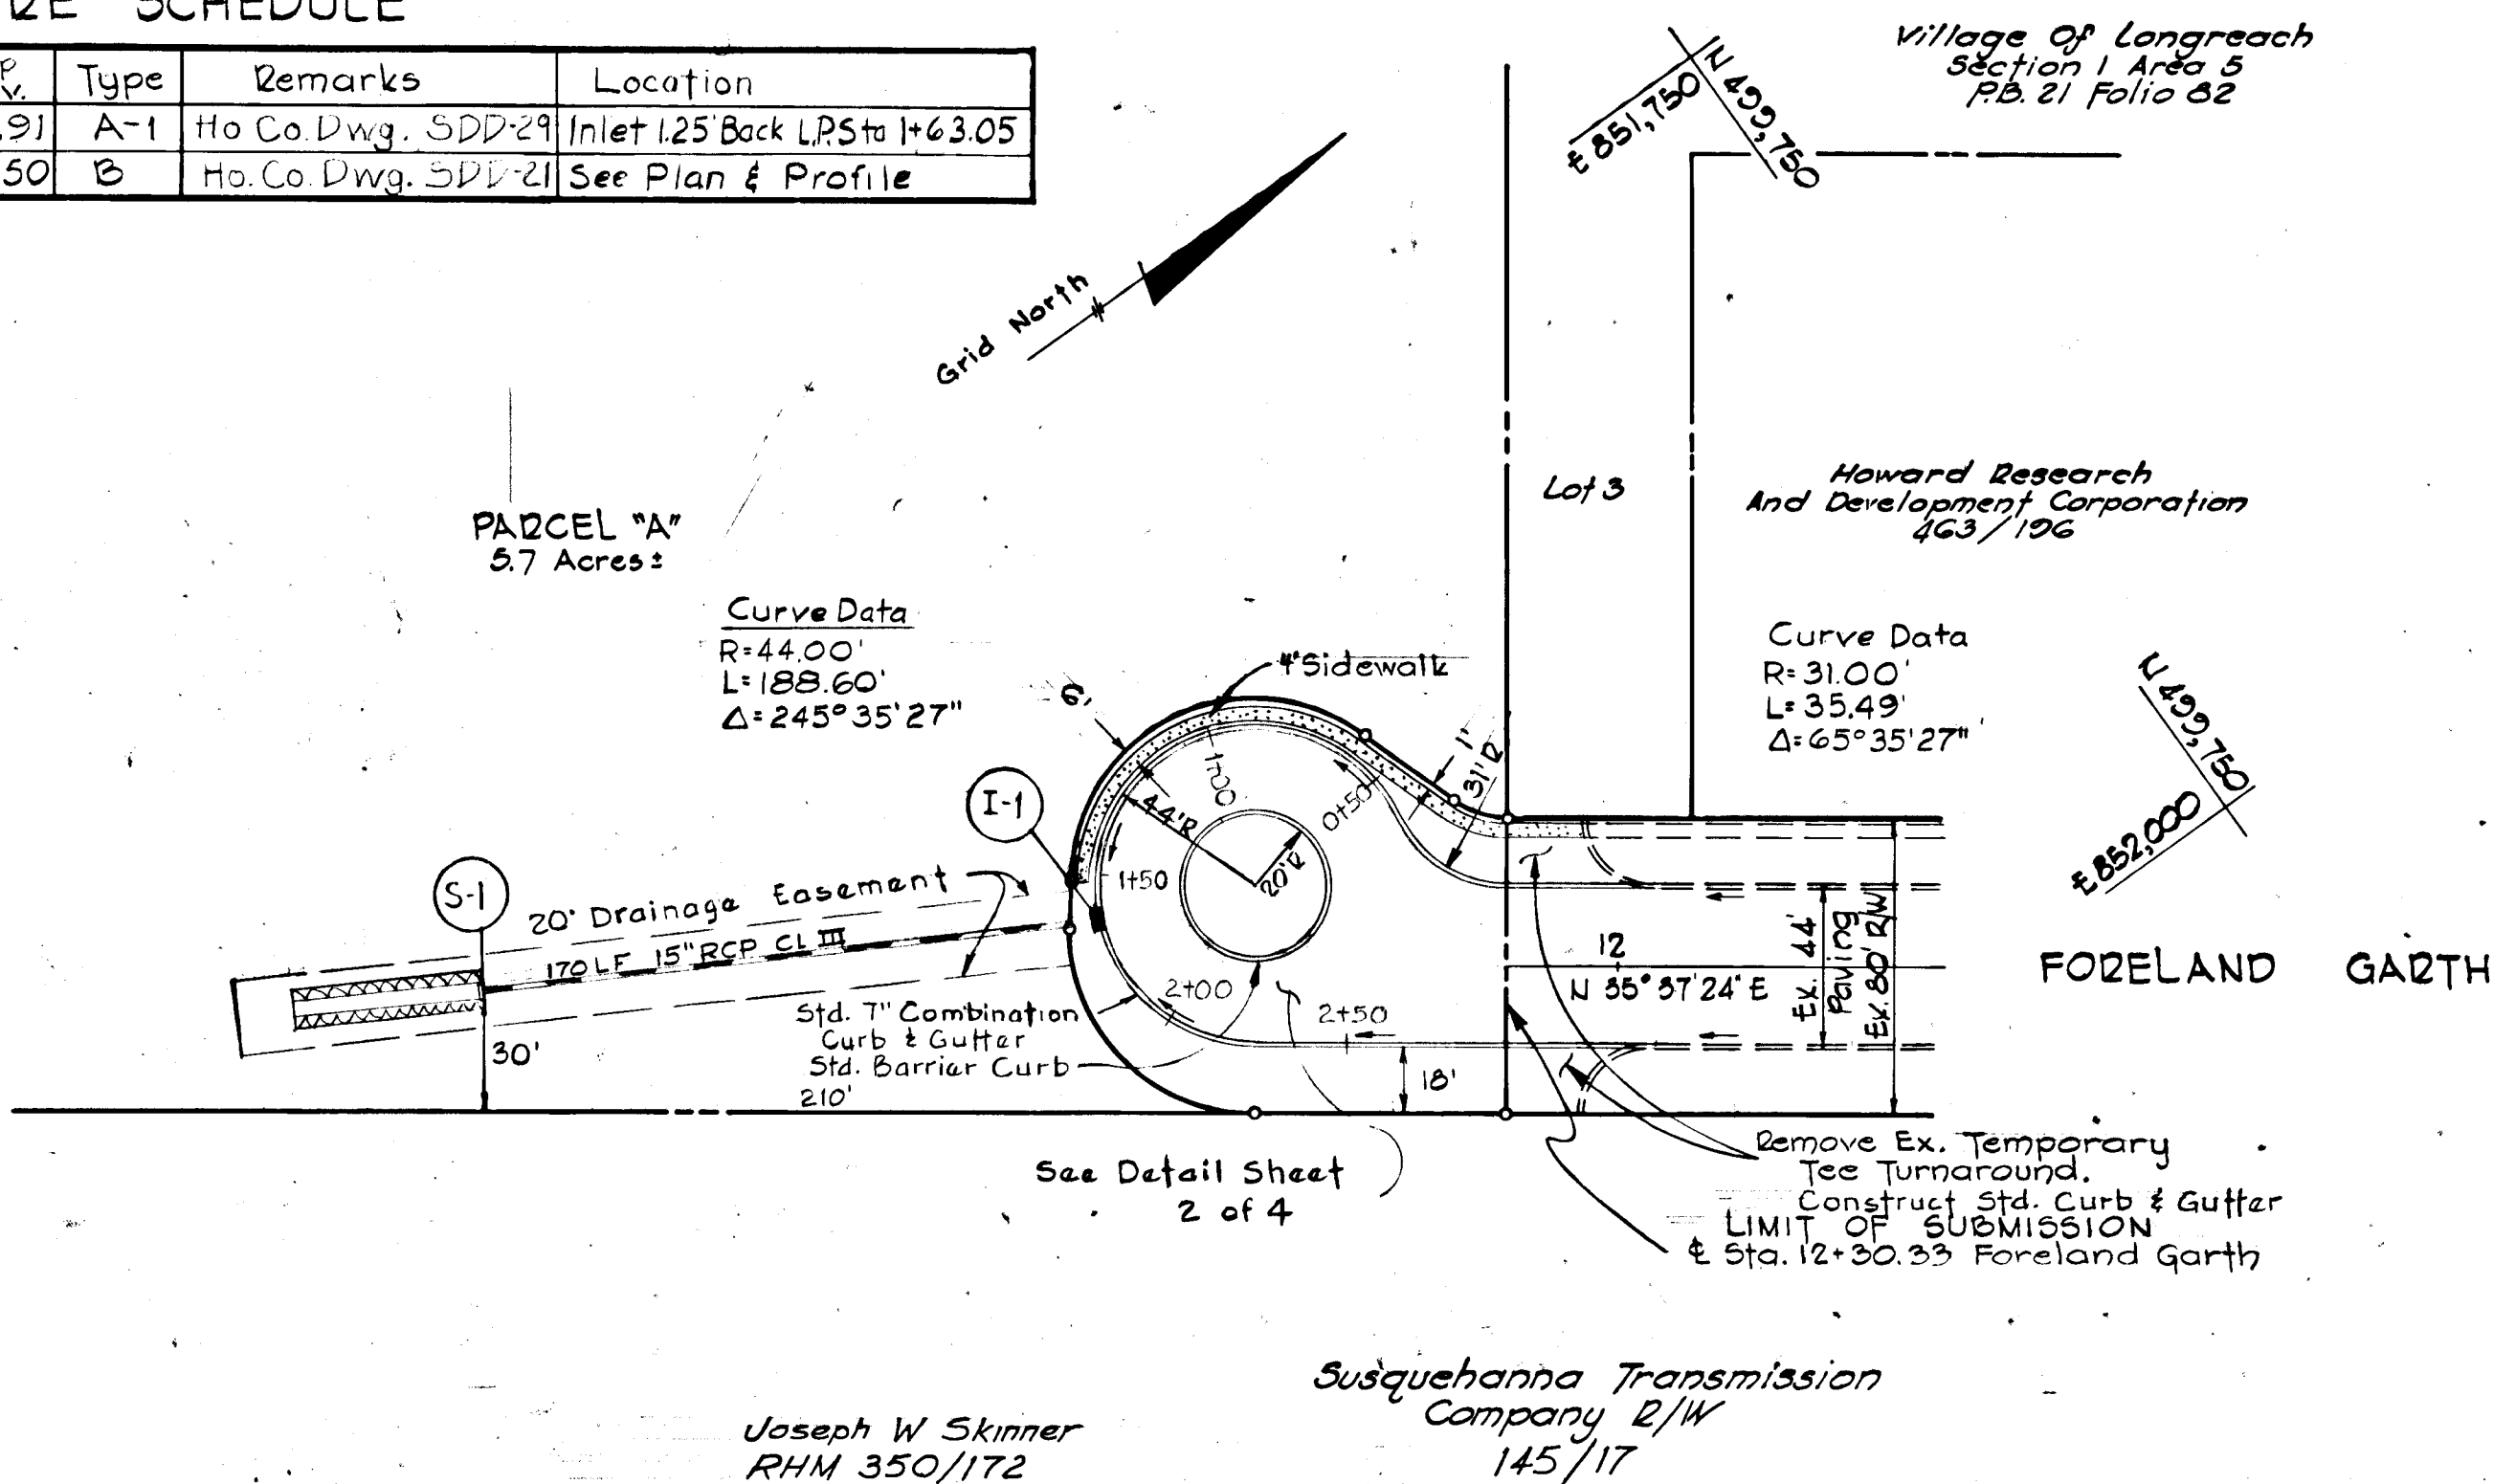 SCHEDULE
Type Remarks Location
.91 A-1 Ho Co. Dwg. SDD-29 Inlet 1.25' Back L.P. Sta 1+63.05
50 B Ho. Co. Dwg. SDD-21 See Plan & Profile
Village Of Longreach
Section 1 Area 5
P.B. 21 Folio 82
N 499,750
E 851,750
Grid North
Lot 3
Howard Research
And Development Corporation
463/196
PARCEL "A"
5.7 Acres ±
Curve Data
R=44.00'
L=188.60'
Δ=245°35'27"
4' Sidewalk
Curve Data
R=31.00'
L=35.49'
Δ=65°35'27"
N 499,750
E 852,000
6'
1'
31' R
1+00
0+50
44'R
20'R
I-1
1+50
S-1
20' Drainage Easement
170 LF 15" RCP CL III
12
N 35°37'24" E
Ex. 44'
Paving
Ex. 80' R/W
FORELAND GARTH
2+00
2+50
Std. 7" Combination
Curb & Gutter
Std. Barrier Curb
30'
210'
18'
See Detail Sheet
2 of 4
Remove Ex. Temporary
Tee Turnaround.
Construct Std. Curb & Gutter
LIMIT OF SUBMISSION
℄ Sta. 12+30.33 Foreland Garth
Susquehanna Transmission
Company R/W
145/17
Joseph W Skinner
RHM 350/172